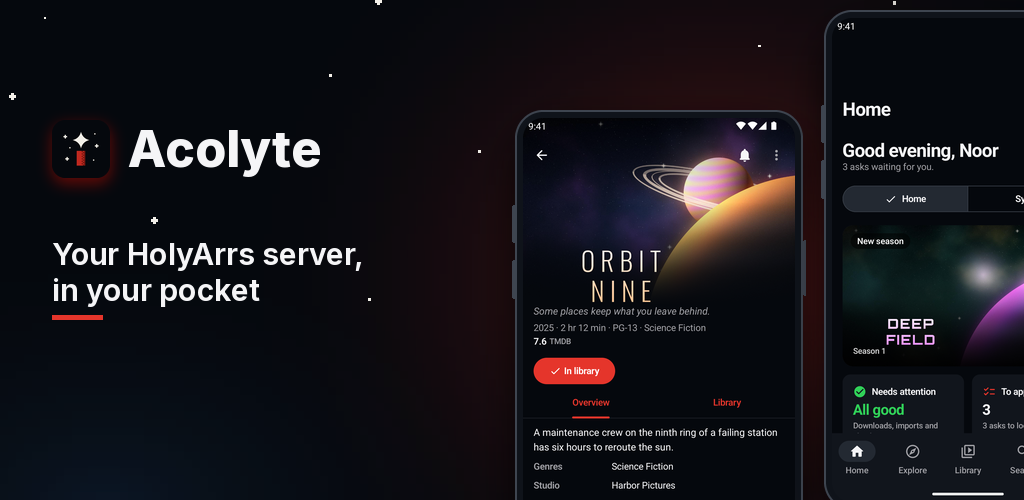 Acolyte
Your HolyArrs server,
in your pocket
9:41
ORBIT
NINE
Some places keep what you leave behind.
2025 · 2 hr 12 min · PG-13 · Science Fiction
7.6 TMDB
In library
Overview
Library
A maintenance crew on the ninth ring of a failing station
has six hours to reroute the sun.
Genres
Science Fiction
Studio
Harbor Pictures
9:41
Home
Good evening, Noor
3 asks waiting for you.
Home
New season
DEEP
FIELD
Season 1
Needs attention
All good
Downloads, imports and
3
3 asks to
Home
Explore
Library